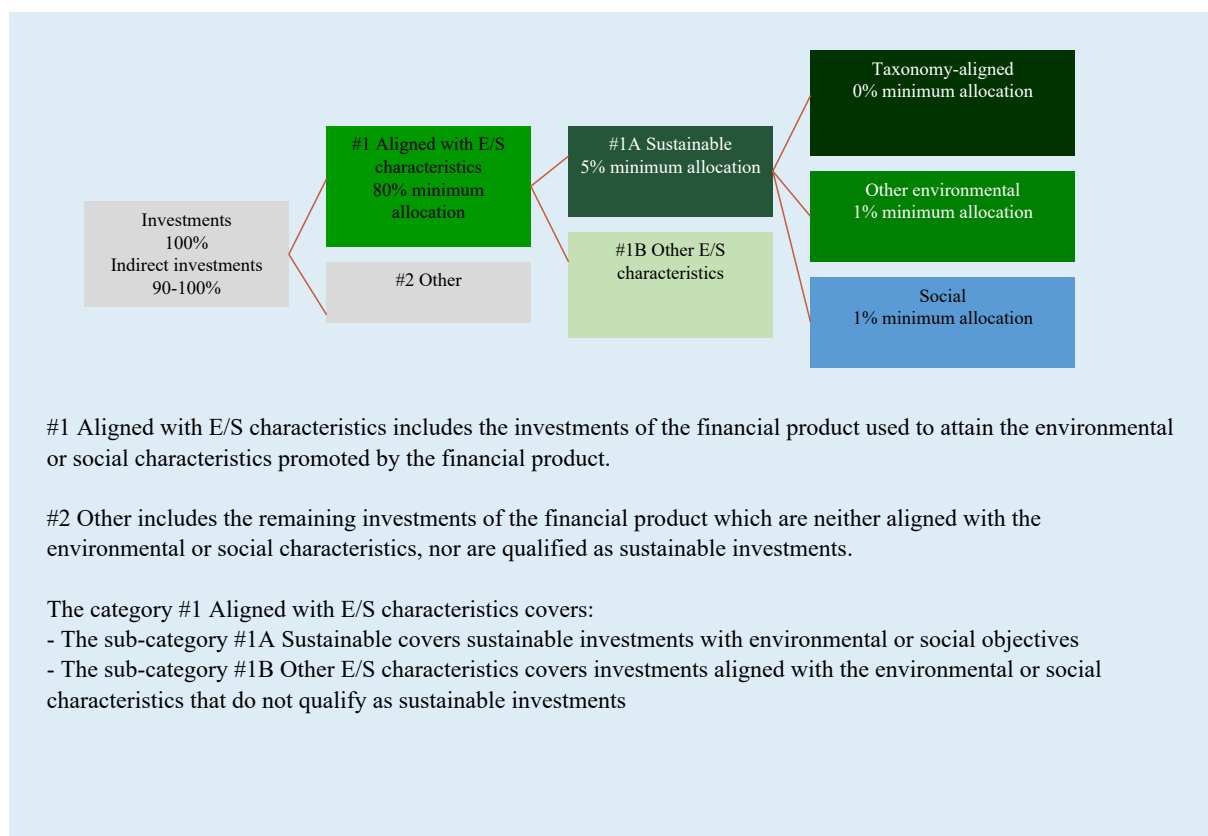 Investments
100%
Indirect investments
90-100%
#1 Aligned with E/S
characteristics
80% minimum
allocation
#2 Other
#1A Sustainable
5% minimum allocation
#1B Other E/S
characteristics
Taxonomy-aligned
0% minimum allocation
Other environmental
1% minimum allocation
Social
1% minimum allocation
#1 Aligned with E/S characteristics includes the investments of the financial product used to attain the environmental
or social characteristics promoted by the financial product.
#2 Other includes the remaining investments of the financial product which are neither aligned with the
environmental or social characteristics, nor are qualified as sustainable investments.
The category #1 Aligned with E/S characteristics covers:
- The sub-category #1A Sustainable covers sustainable investments with environmental or social objectives
- The sub-category #1B Other E/S characteristics covers investments aligned with the environmental or social
characteristics that do not qualify as sustainable investments